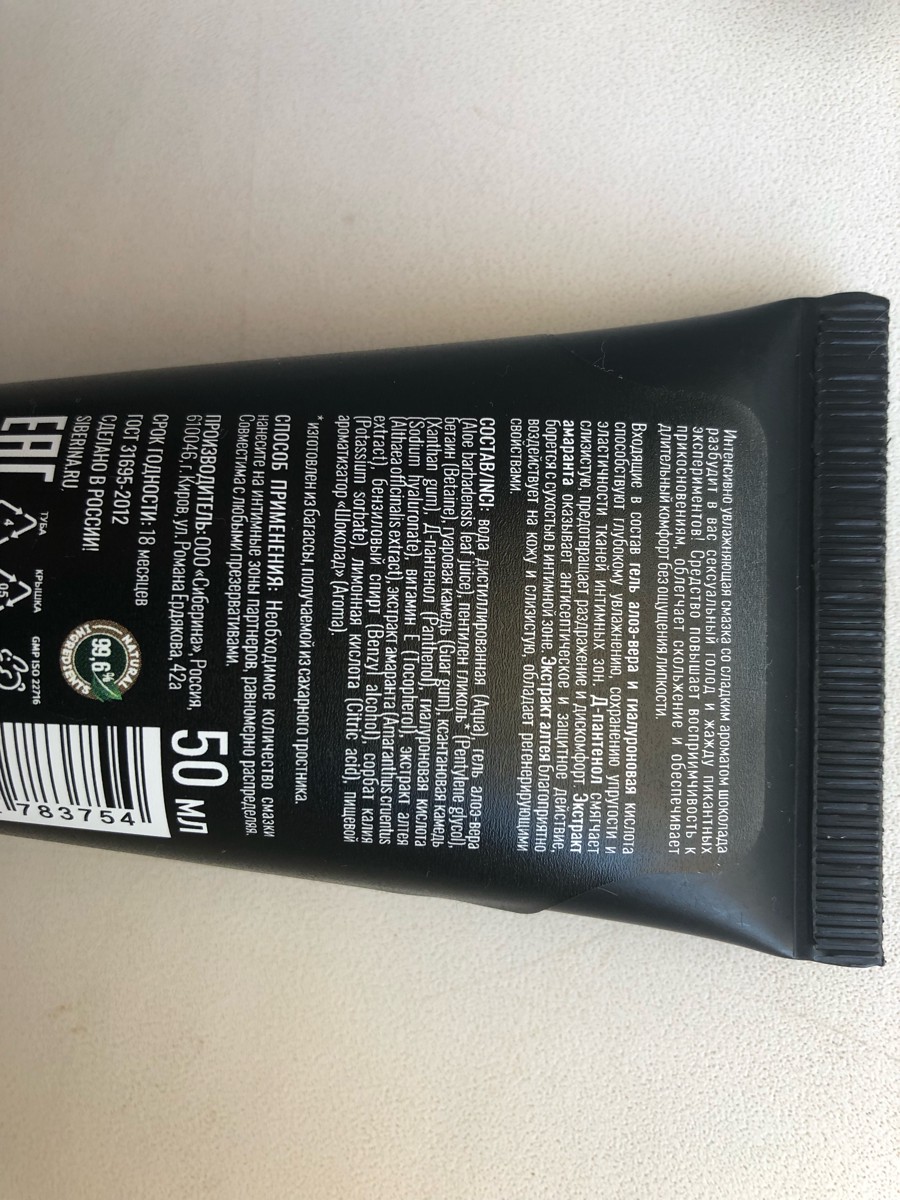 Интенсивно увлажняющая смазка со сладким ароматом шоколада
разбудит в вас сексуальный голод и жажду пикантных
экспериментов! Средство повышает восприимчивость к
прикосновениям, облегчает скольжение и обеспечивает
длительный комфорт без ощущения липкости.
Входящие в состав гель алоэ-вера и гиалуроновая кислота
способствуют глубокому увлажнению, сохранению упругости и
эластичности тканей интимных зон. Д-пантенол смягчает
слизистую, предотвращает раздражение и дискомфорт. Экстракт
амаранта оказывает антисептическое и защитное действие,
борется с сухостью в интимной зоне. Экстракт алтея благоприятно
воздействует на кожу и слизистую, обладает регенерирующими
свойствами.
СОСТАВ/INCI: вода дистиллированная (Aqua), гель алоэ-вера
(Aloe barbadensis leaf juice), пентилен гликоль* (Pentylene glycol),
бетаин (Betaine), гуаровая камедь (Guar gum), ксантановая камедь
(Xanthan gum), Д-пантенол (Panthenol), гиалуроновая кислота
(Sodium hyaluronate), витамин Е (Tocopherol), экстракт алтея
(Althaea officinalis extract), экстракт амаранта (Amaranthus cruentus
extract), бензиловый спирт (Benzyl alcohol), сорбат калия
(Potassium sorbate), лимонная кислота (Citric acid), пищевой
ароматизатор «Шоколад» (Aroma).
*изготовлен из багассы, получаемой из сахарного тростника.
СПОСОБ ПРИМЕНЕНИЯ: Необходимое количество смазки
нанесите на интимные зоны партнеров, равномерно распределяя.
Совместима с любыми презервативами.
ПРОИЗВОДИТЕЛЬ: ООО «Сиберина», Россия,
610046, г. Киров, ул. Романа Ердякова, 42а
СРОК ГОДНОСТИ: 18 месяцев
ГОСТ 31695-2012
СДЕЛАНО В РОССИИ!
SIBERINA.RU
50 МЛ
NATURAL
99,6%
INGREDIENTS
783754
ЕАС
ТУБА
4
КРЫШКА
05
GMP ISO 22716